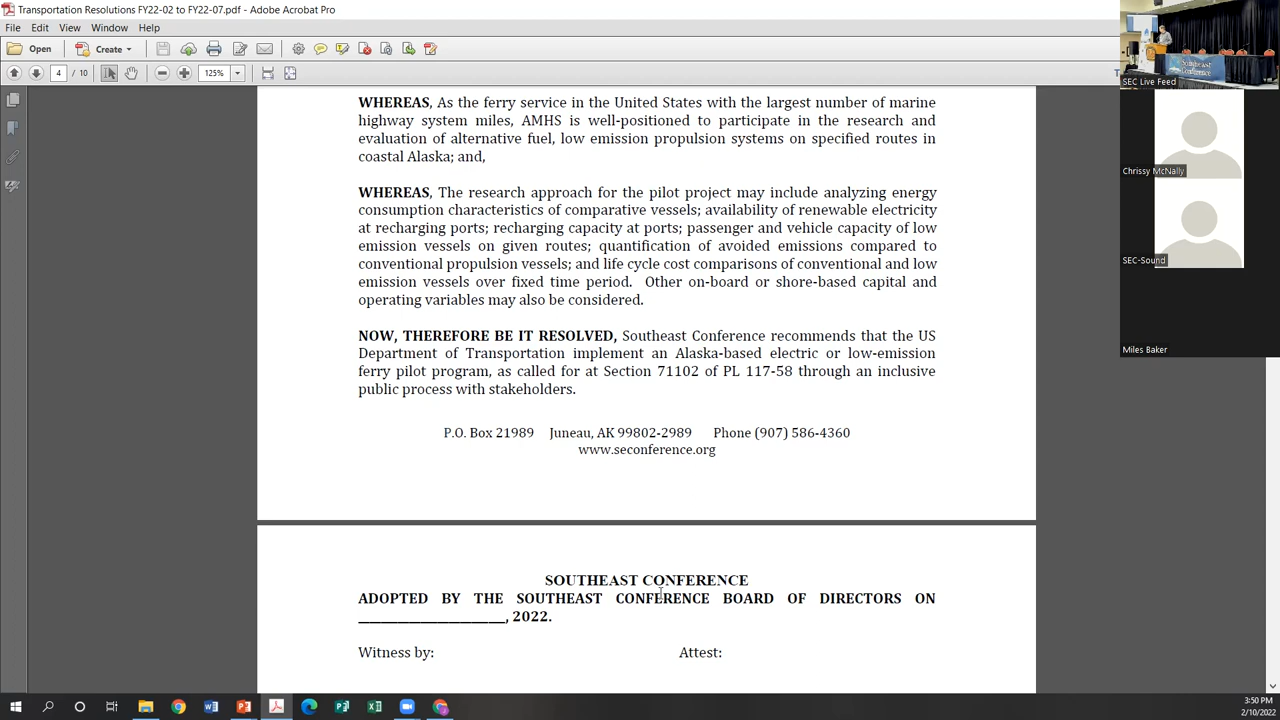 Transportation Resolutions FY22-02 to FY22-07.pdf - Adobe Acrobat Pro
File Edit View Window Help
Open Create
4 / 10 125%
WHEREAS, As the ferry service in the United States with the largest number of marine
highway system miles, AMHS is well-positioned to participate in the research and
evaluation of alternative fuel, low emission propulsion systems on specified routes in
coastal Alaska; and,
WHEREAS, The research approach for the pilot project may include analyzing energy
consumption characteristics of comparative vessels; availability of renewable electricity
at recharging ports; recharging capacity at ports; passenger and vehicle capacity of low
emission vessels on given routes; quantification of avoided emissions compared to
conventional propulsion vessels; and life cycle cost comparisons of conventional and low
emission vessels over fixed time period. Other on-board or shore-based capital and
operating variables may also be considered.
NOW, THEREFORE BE IT RESOLVED, Southeast Conference recommends that the US
Department of Transportation implement an Alaska-based electric or low-emission
ferry pilot program, as called for at Section 71102 of PL 117-58 through an inclusive
public process with stakeholders.
P.O. Box 21989 Juneau, AK 99802-2989 Phone (907) 586-4360
www.seconference.org
SOUTHEAST CONFERENCE
ADOPTED BY THE SOUTHEAST CONFERENCE BOARD OF DIRECTORS ON
____________________, 2022.
Witness by: Attest:
Southeast
Conference
SEC Live Feed
Chrissy McNally
SEC-Sound
Miles Baker
3:50 PM
2/10/2022